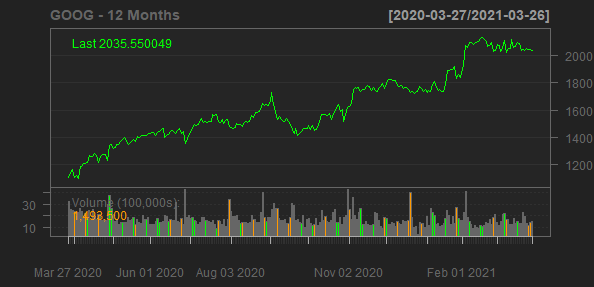 GOOG - 12 Months [2020-03-27/2021-03-26]
Last 2035.550049
2000
1800
1600
1400
1200
Volume (100,000s):
1,493,500
30
20
10
Mar 27 2020 Jun 01 2020 Aug 03 2020 Nov 02 2020 Feb 01 2021